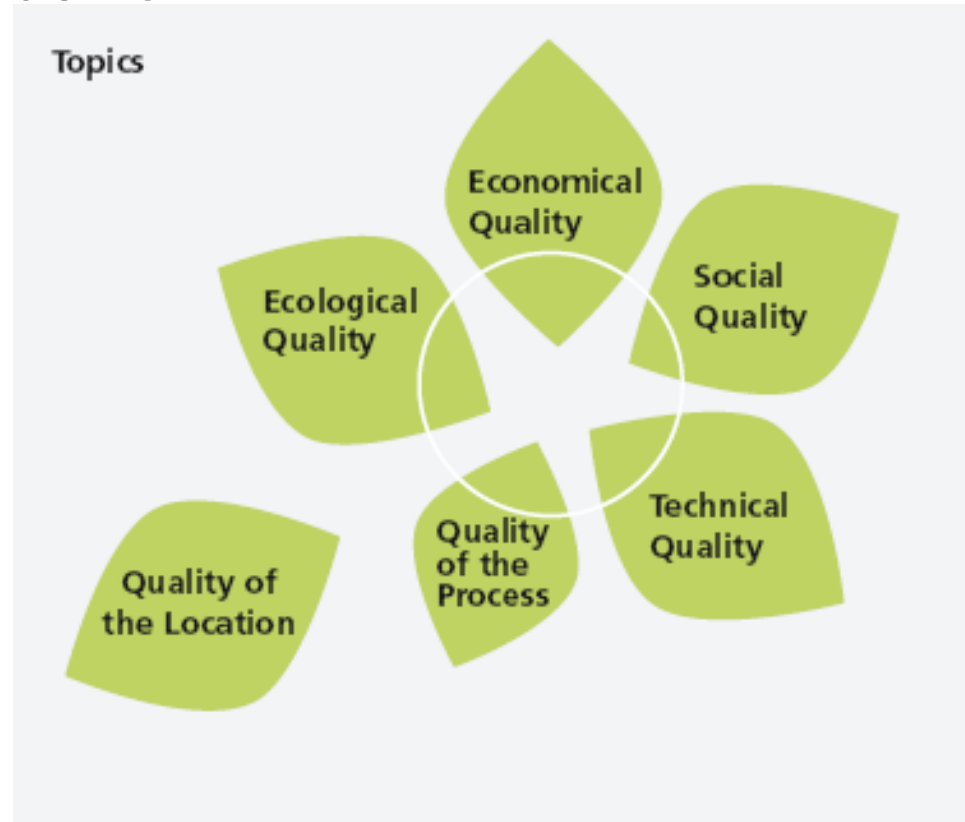 Topics
Economical
Quality
Social
Quality
Ecological
Quality
Technical
Quality
Quality
of the
Process
Quality of
the Location